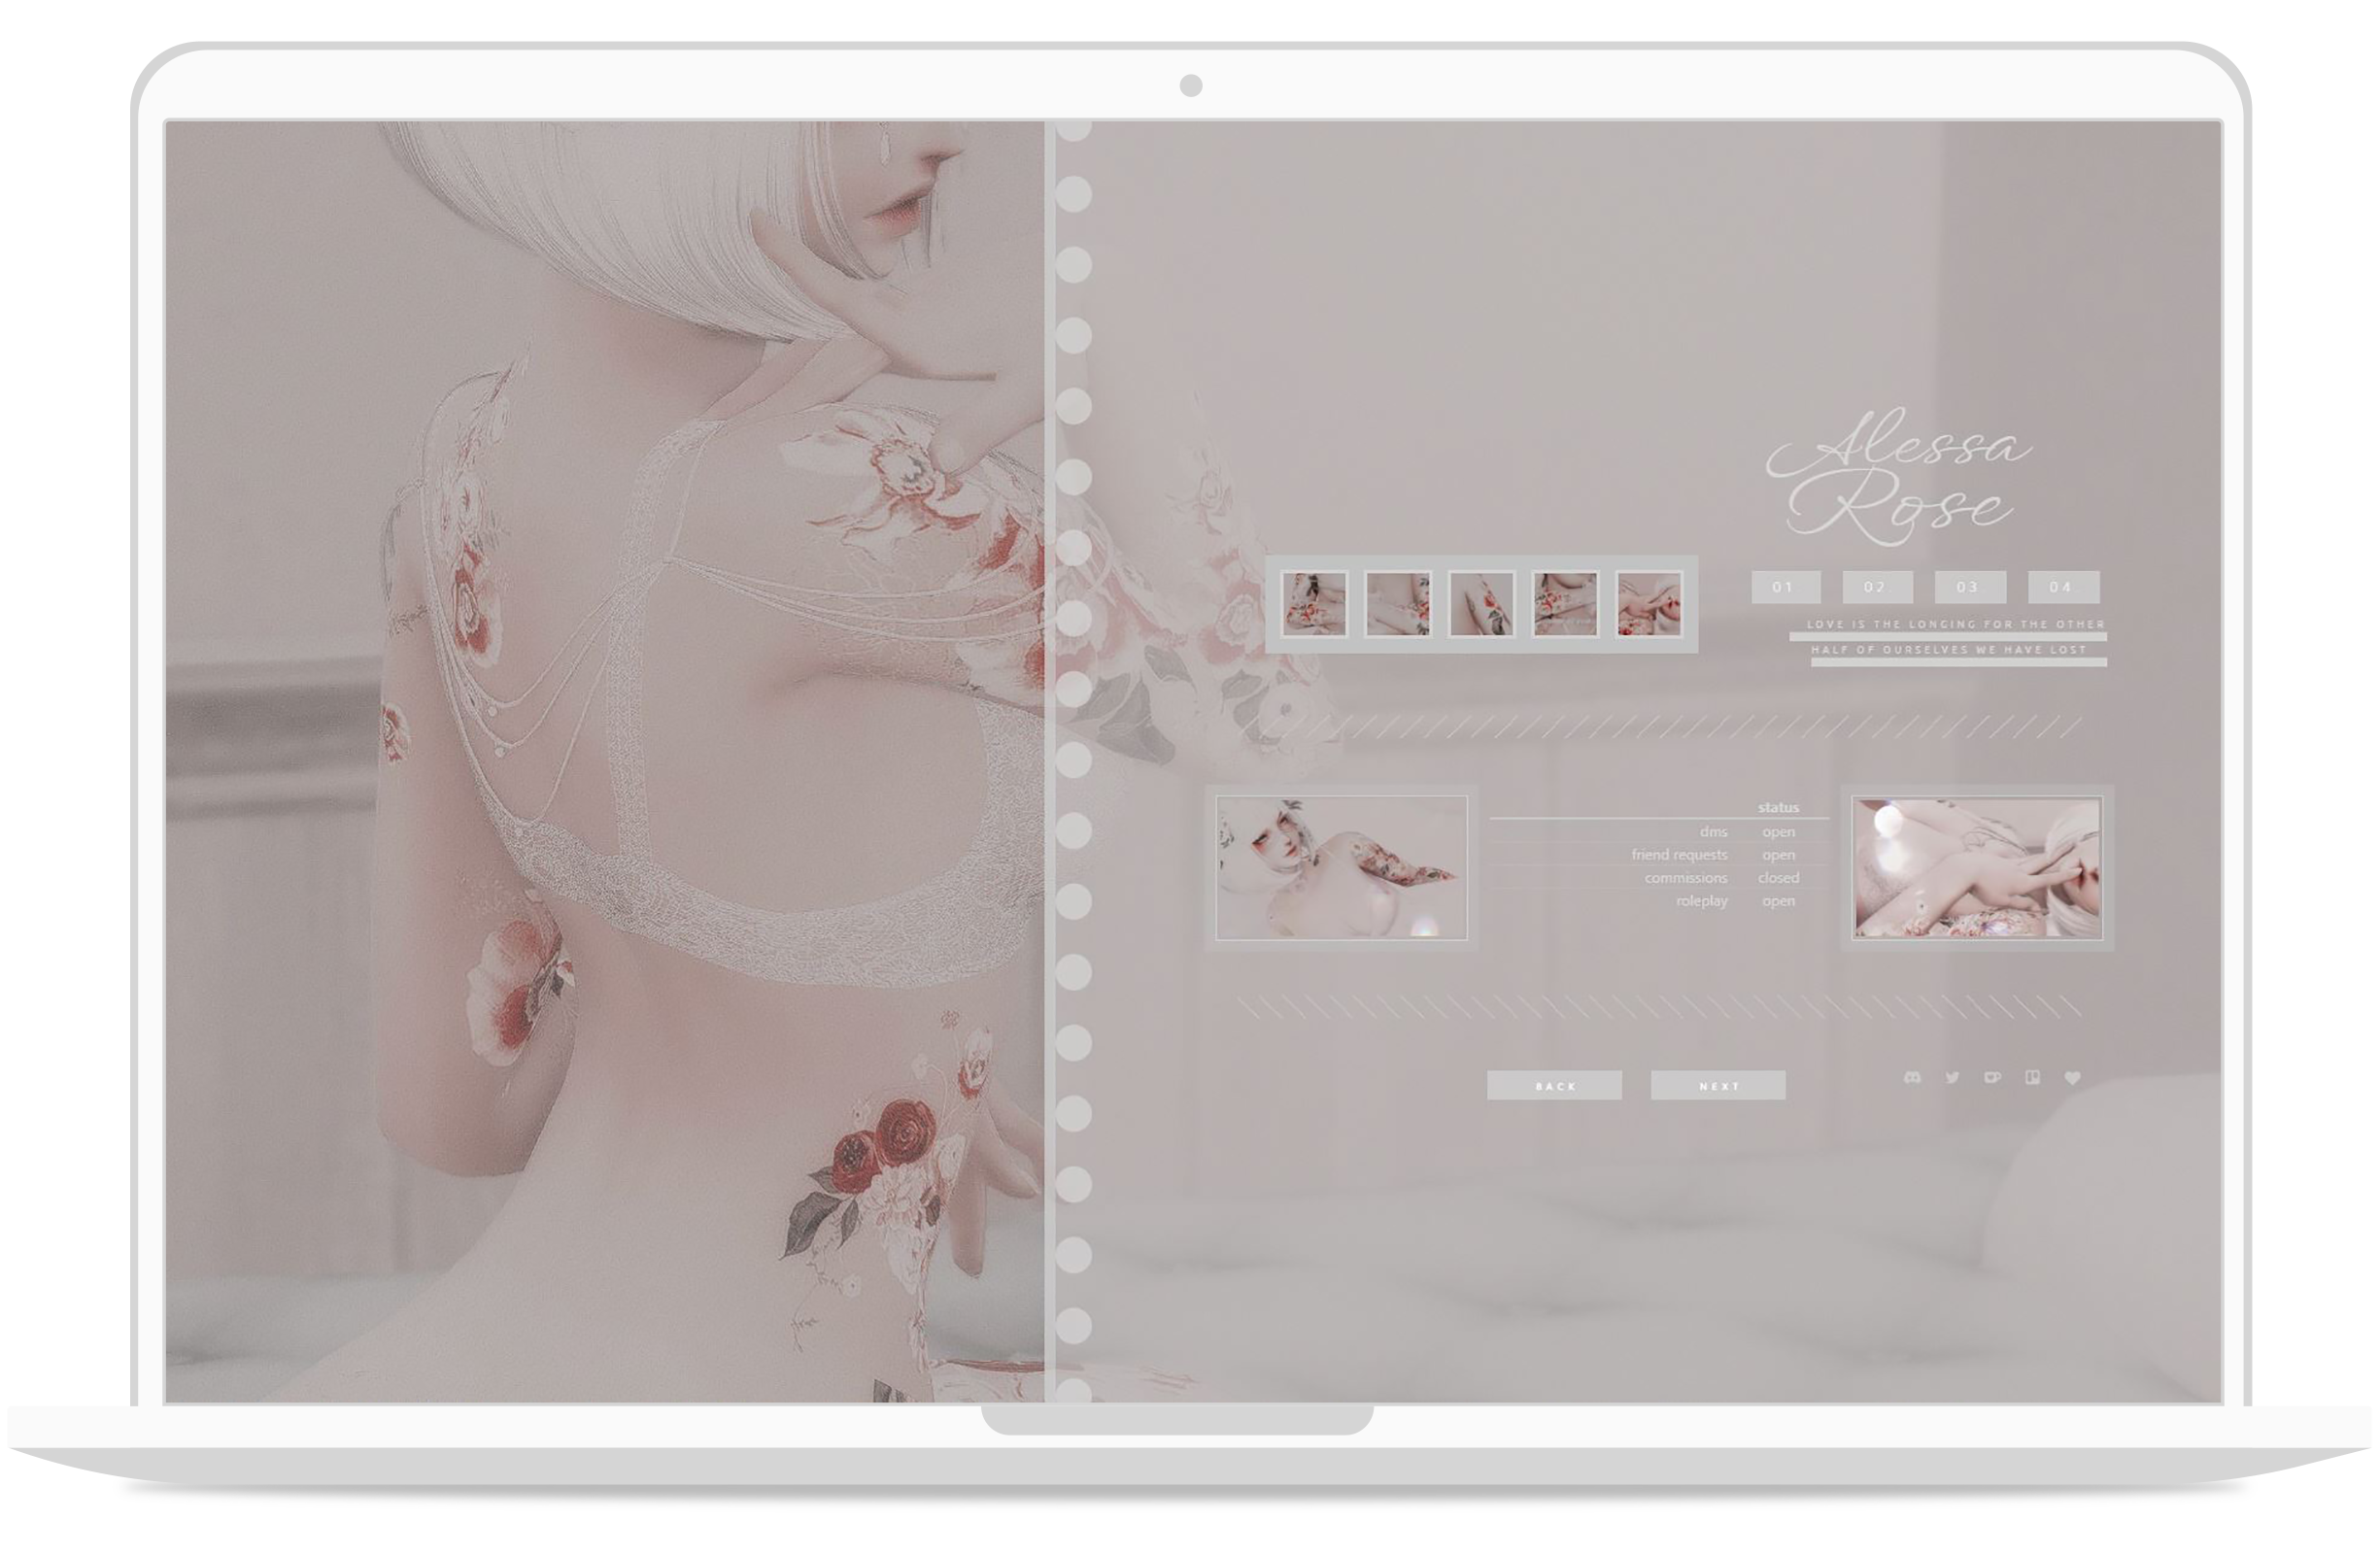 Alessa
Rose
01 02 03 04
LOVE IS THE LONGING FOR THE OTHER
HALF OF OURSELVES WE HAVE LOST
status
dms open
friend requests open
commissions closed
roleplay open
BACK NEXT